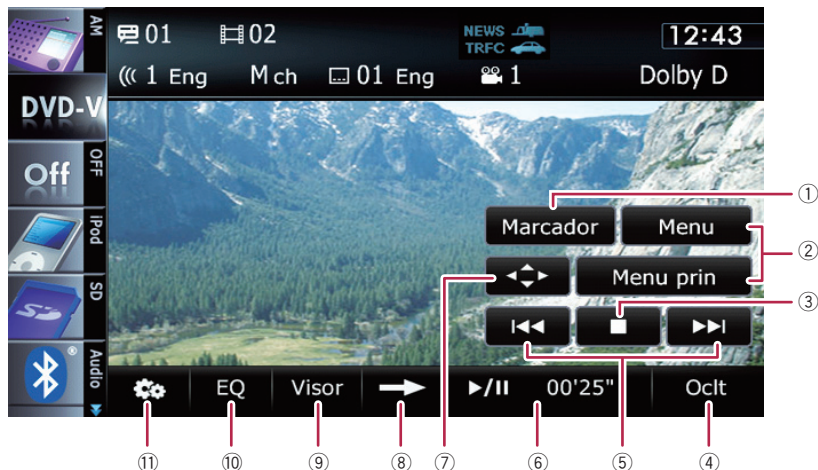 AM
01 02 NEWS TRFC 12:43
1 Eng M ch 01 Eng 1 Dolby D
DVD-V
OFF
Off
iPod
SD
SD
Audio
®
Marcador Menu
Menu prin
EQ Visor ►/II 00'25" Oclt
①
②
③
④
⑤
⑥
⑦
⑧
⑨
⑩
⑪